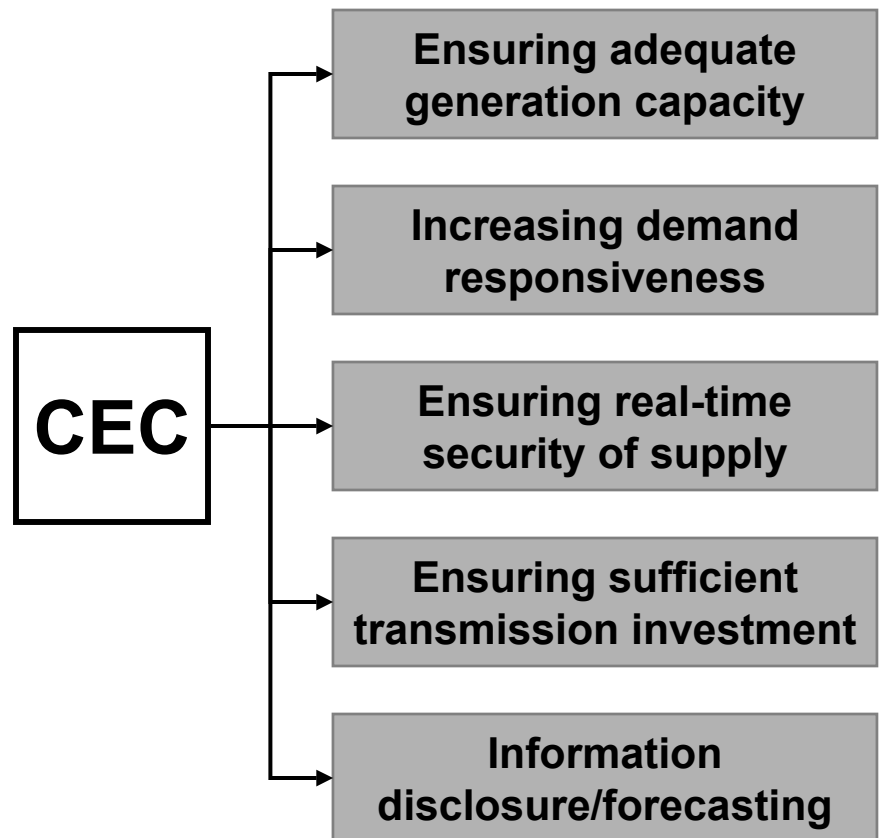 Ensuring adequate
generation capacity
Increasing demand
responsiveness
CEC
Ensuring real-time
security of supply
Ensuring sufficient
transmission investment
Information
disclosure/forecasting